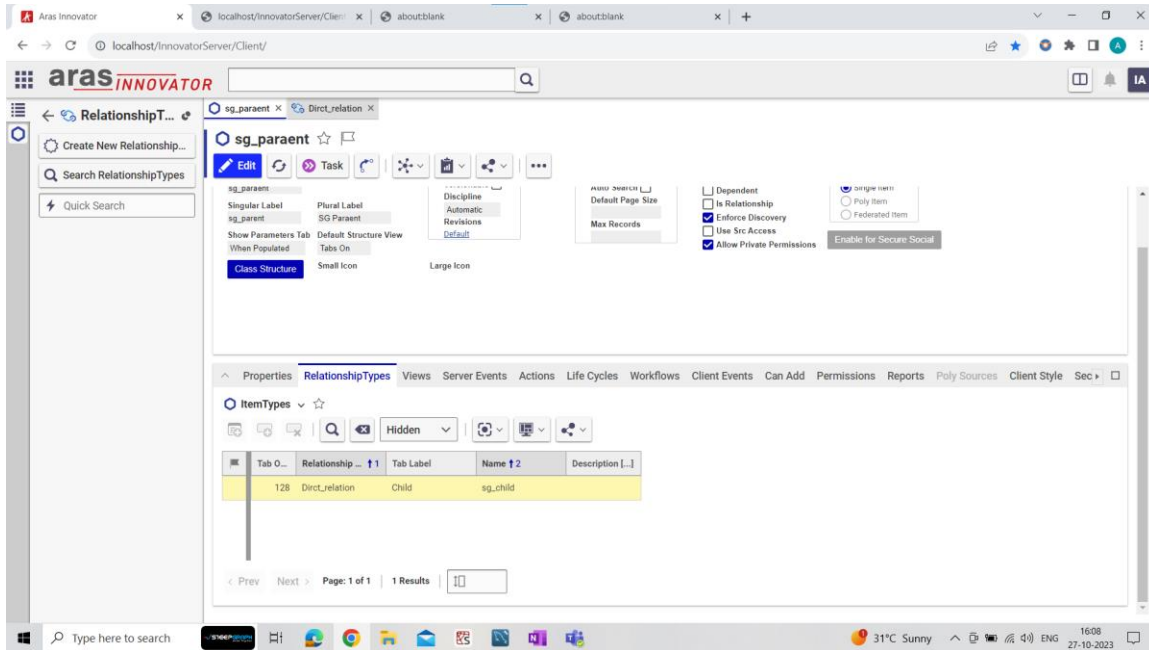 Aras Innovator
localhost/InnovatorServer/Client
about:blank
about:blank
localhost/InnovatorServer/Client/
A
aras INNOVATOR
IA
RelationshipT...
Create New Relationship...
Search RelationshipTypes
Quick Search
sg_paraent
Dirct_relation
sg_paraent
Edit
Task
sg_paraent
Singular Label Plural Label
sg_parent SG Paraent
Show Parameters Tab Default Structure View
When Populated Tabs On
Class Structure Small Icon Large Icon
Discipline
Automatic
Revisions
Default
Auto Search
Default Page Size
Max Records
Dependent
Is Relationship
Enforce Discovery
Use Src Access
Allow Private Permissions
Single Item
Poly Item
Federated Item
Enable for Secure Social
Properties RelationshipTypes Views Server Events Actions Life Cycles Workflows Client Events Can Add Permissions Reports Poly Sources Client Style Sec
ItemTypes
Hidden
Tab O... Relationship ... 1 Tab Label Name 2 Description [...]
128 Dirct_relation Child sg_child
< Prev Next > Page: 1 of 1 1 Results
Type here to search
31°C Sunny
ENG
16:08
27-10-2023